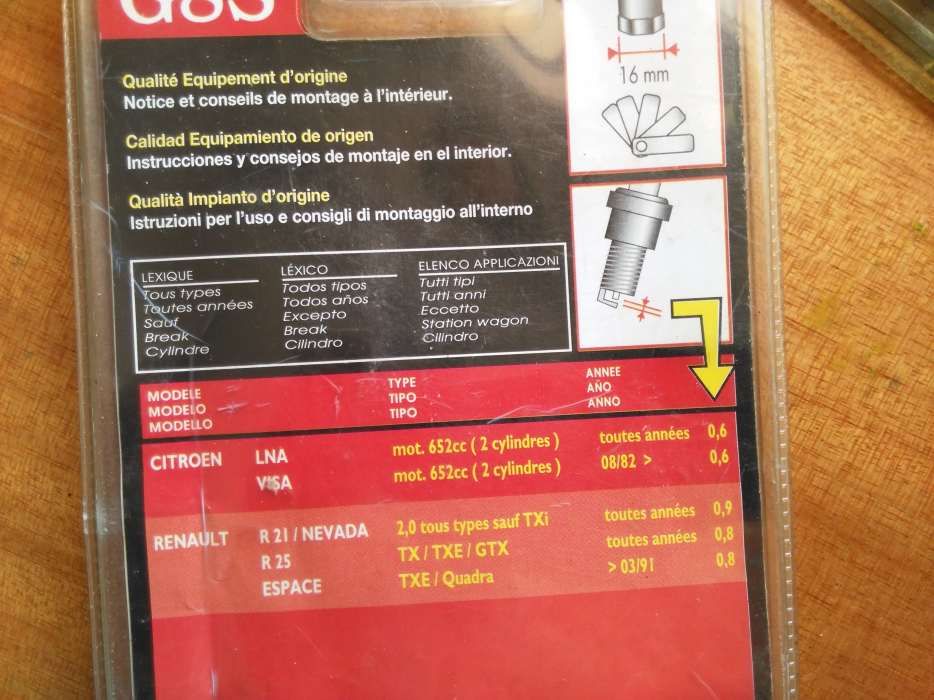 G8S
Qualité Equipement d'origine
Notice et conseils de montage à l'intérieur.
Calidad Equipamiento de origen
Instrucciones y consejos de montaje en el interior.
Qualità Impianto d'origine
Istruzioni per l'uso e consigli di montaggio all'interno
16 mm
LEXIQUE LÉXICO ELENCO APPLICAZIONI
Tous types Todos tipos Tutti tipi
Toutes années Todos años Tutti anni
Sauf Excepto Eccetto
Break Break Station wagon
Cylindre Cilindro Cilindro
MODELE TYPE ANNEE
MODELO TIPO AÑO
MODELLO TIPO ANNO
CITROEN LNA mot. 652cc ( 2 cylindres ) toutes années 0,6
VISA mot. 652cc ( 2 cylindres ) 08/82 > 0,6
RENAULT R 21 / NEVADA 2,0 tous types sauf TXi toutes années 0,9
R 25 TX / TXE / GTX toutes années 0,8
ESPACE TXE / Quadra > 03/91 0,8